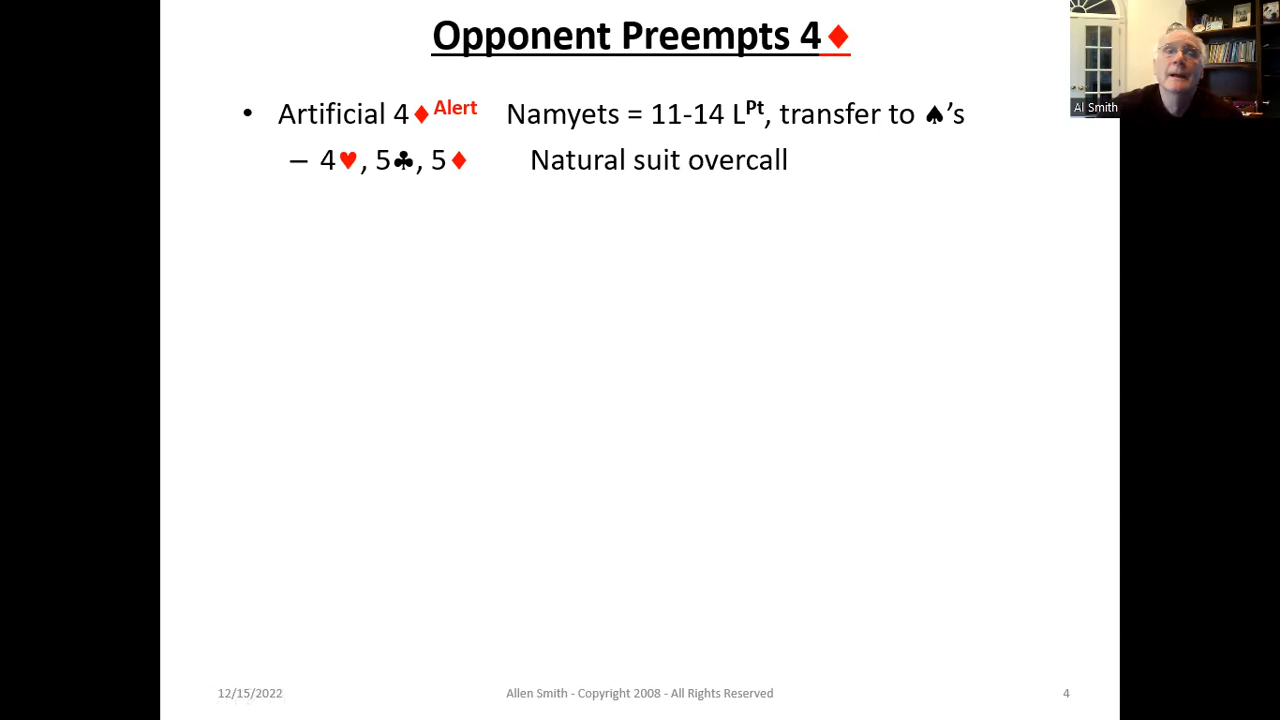 Opponent Preempts 4♦
Al Smith
• Artificial 4♦Alert Namyets = 11-14 LPt, transfer to ♠'s
– 4♥, 5♣, 5♦ Natural suit overcall
12/15/2022 Allen Smith - Copyright 2008 - All Rights Reserved 4